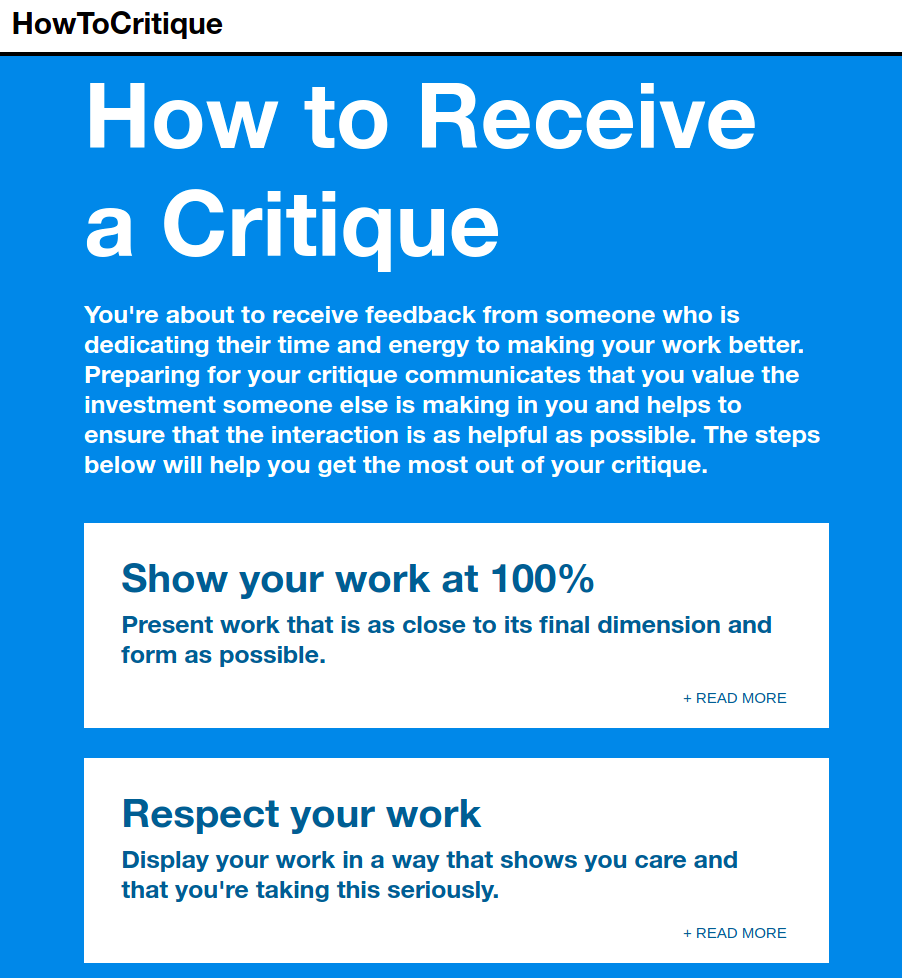 HowToCritique
How to Receive
a Critique
You're about to receive feedback from someone who is
dedicating their time and energy to making your work better.
Preparing for your critique communicates that you value the
investment someone else is making in you and helps to
ensure that the interaction is as helpful as possible. The steps
below will help you get the most out of your critique.
Show your work at 100%
Present work that is as close to its final dimension and
form as possible.
+ READ MORE
Respect your work
Display your work in a way that shows you care and
that you're taking this seriously.
+ READ MORE